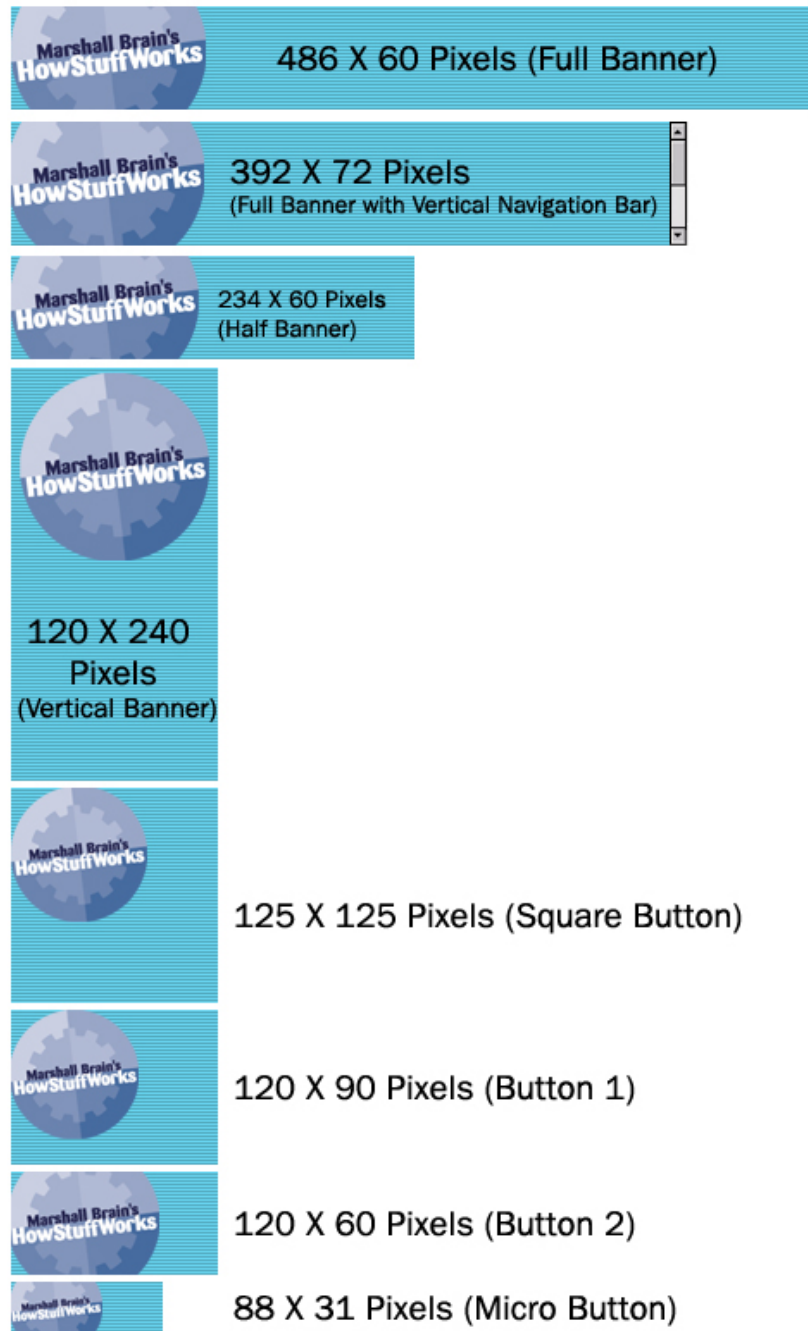 Marshall Brain's
HowStuffWorks
486 X 60 Pixels (Full Banner)
Marshall Brain's
HowStuffWorks
392 X 72 Pixels
(Full Banner with Vertical Navigation Bar)
Marshall Brain's
HowStuffWorks
234 X 60 Pixels
(Half Banner)
Marshall Brain's
HowStuffWorks
120 X 240
Pixels
(Vertical Banner)
Marshall Brain's
HowStuffWorks
125 X 125 Pixels (Square Button)
Marshall Brain's
HowStuffWorks
120 X 90 Pixels (Button 1)
Marshall Brain's
HowStuffWorks
120 X 60 Pixels (Button 2)
Marshall Brain's
HowStuffWorks
88 X 31 Pixels (Micro Button)